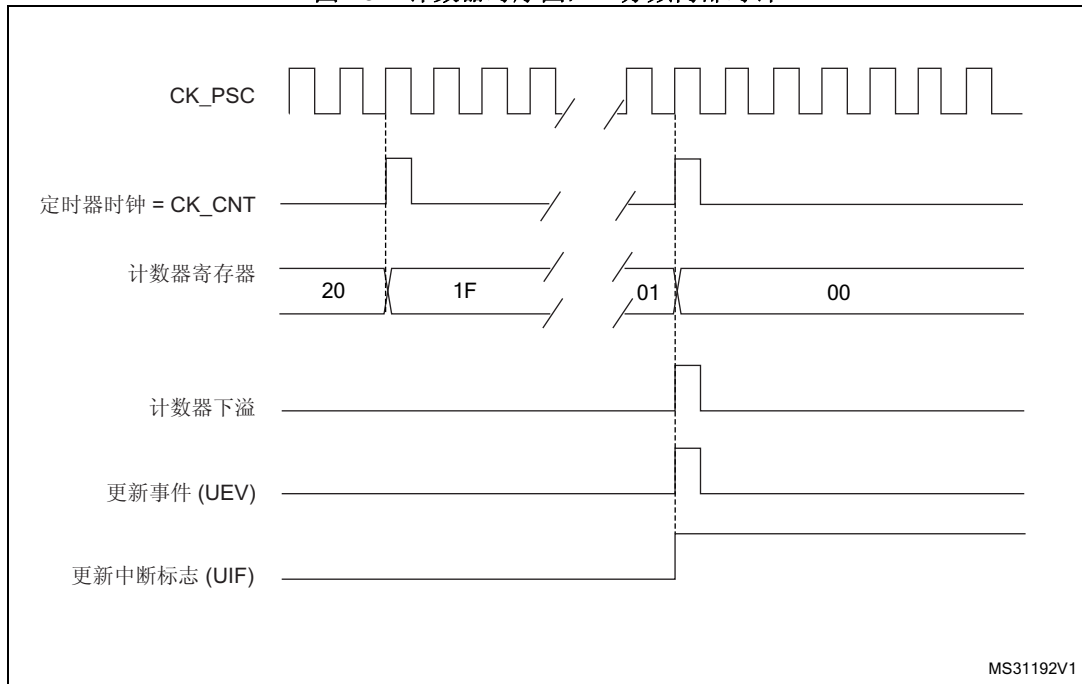 CK_PSC
定时器时钟 = CK_CNT
计数器寄存器
20 1F 01 00
计数器下溢
更新事件 (UEV)
更新中断标志 (UIF)
MS31192V1